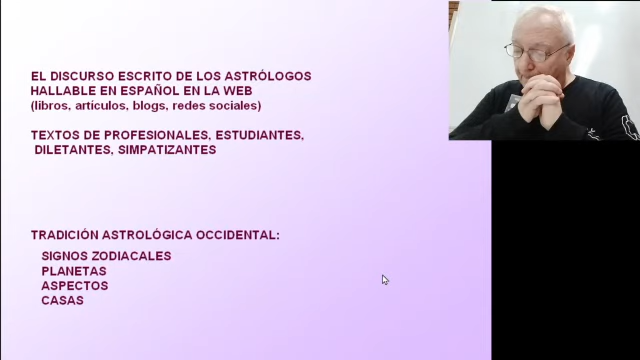 EL DISCURSO ESCRITO DE LOS ASTRÓLOGOS
HALLABLE EN ESPAÑOL EN LA WEB
(libros, artículos, blogs, redes sociales)
TEXTOS DE PROFESIONALES, ESTUDIANTES,
DILETANTES, SIMPATIZANTES
TRADICIÓN ASTROLÓGICA OCCIDENTAL:
SIGNOS ZODIACALES
PLANETAS
ASPECTOS
CASAS